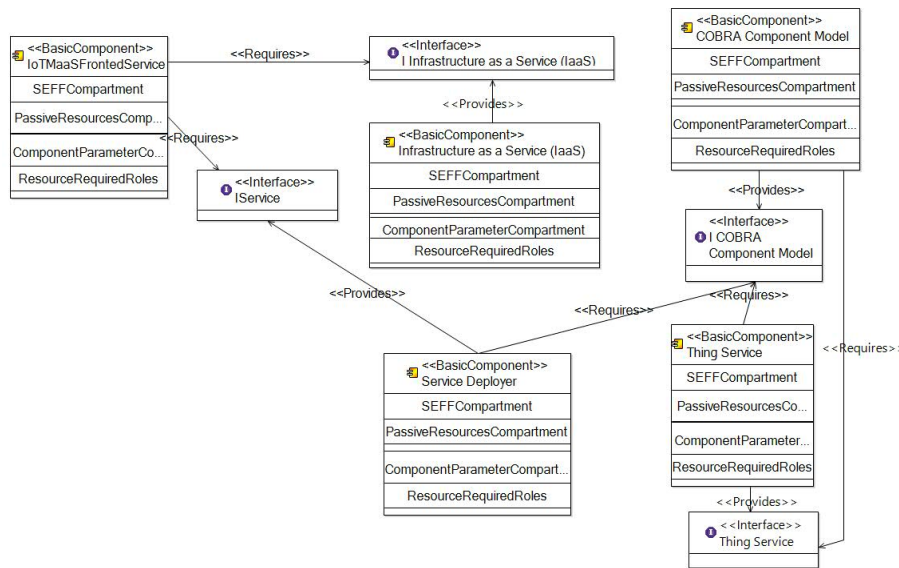 <<BasicComponent>>
IoTMaaSFrontedService
SEFFCompartment
PassiveResourcesComp...
ComponentParameterCo...
ResourceRequiredRoles
<<Requires>>
<<Interface>>
I Infrastructure as a Service (IaaS)
<<Provides>>
<<Requires>>
<<BasicComponent>>
Infrastructure as a Service (IaaS)
SEFFCompartment
PassiveResourcesCompartment
ComponentParameterCompartment
ResourceRequiredRoles
<<Interface>>
IService
<<Provides>>
<<BasicComponent>>
COBRA Component Model
SEFFCompartment
PassiveResourcesCompartment
ComponentParameterCompart...
ResourceRequiredRoles
<<Provides>>
<<Interface>>
I COBRA
Component Model
<<Requires>>
<<Requires>>
<<Requires>>
<<BasicComponent>>
Service Deployer
SEFFCompartment
PassiveResourcesCompartment
ComponentParameterCompart...
ResourceRequiredRoles
<<BasicComponent>>
Thing Service
SEFFCompartment
PassiveResourcesCo...
ComponentParameter...
ResourceRequiredRoles
<<Provides>>
<<Interface>>
Thing Service